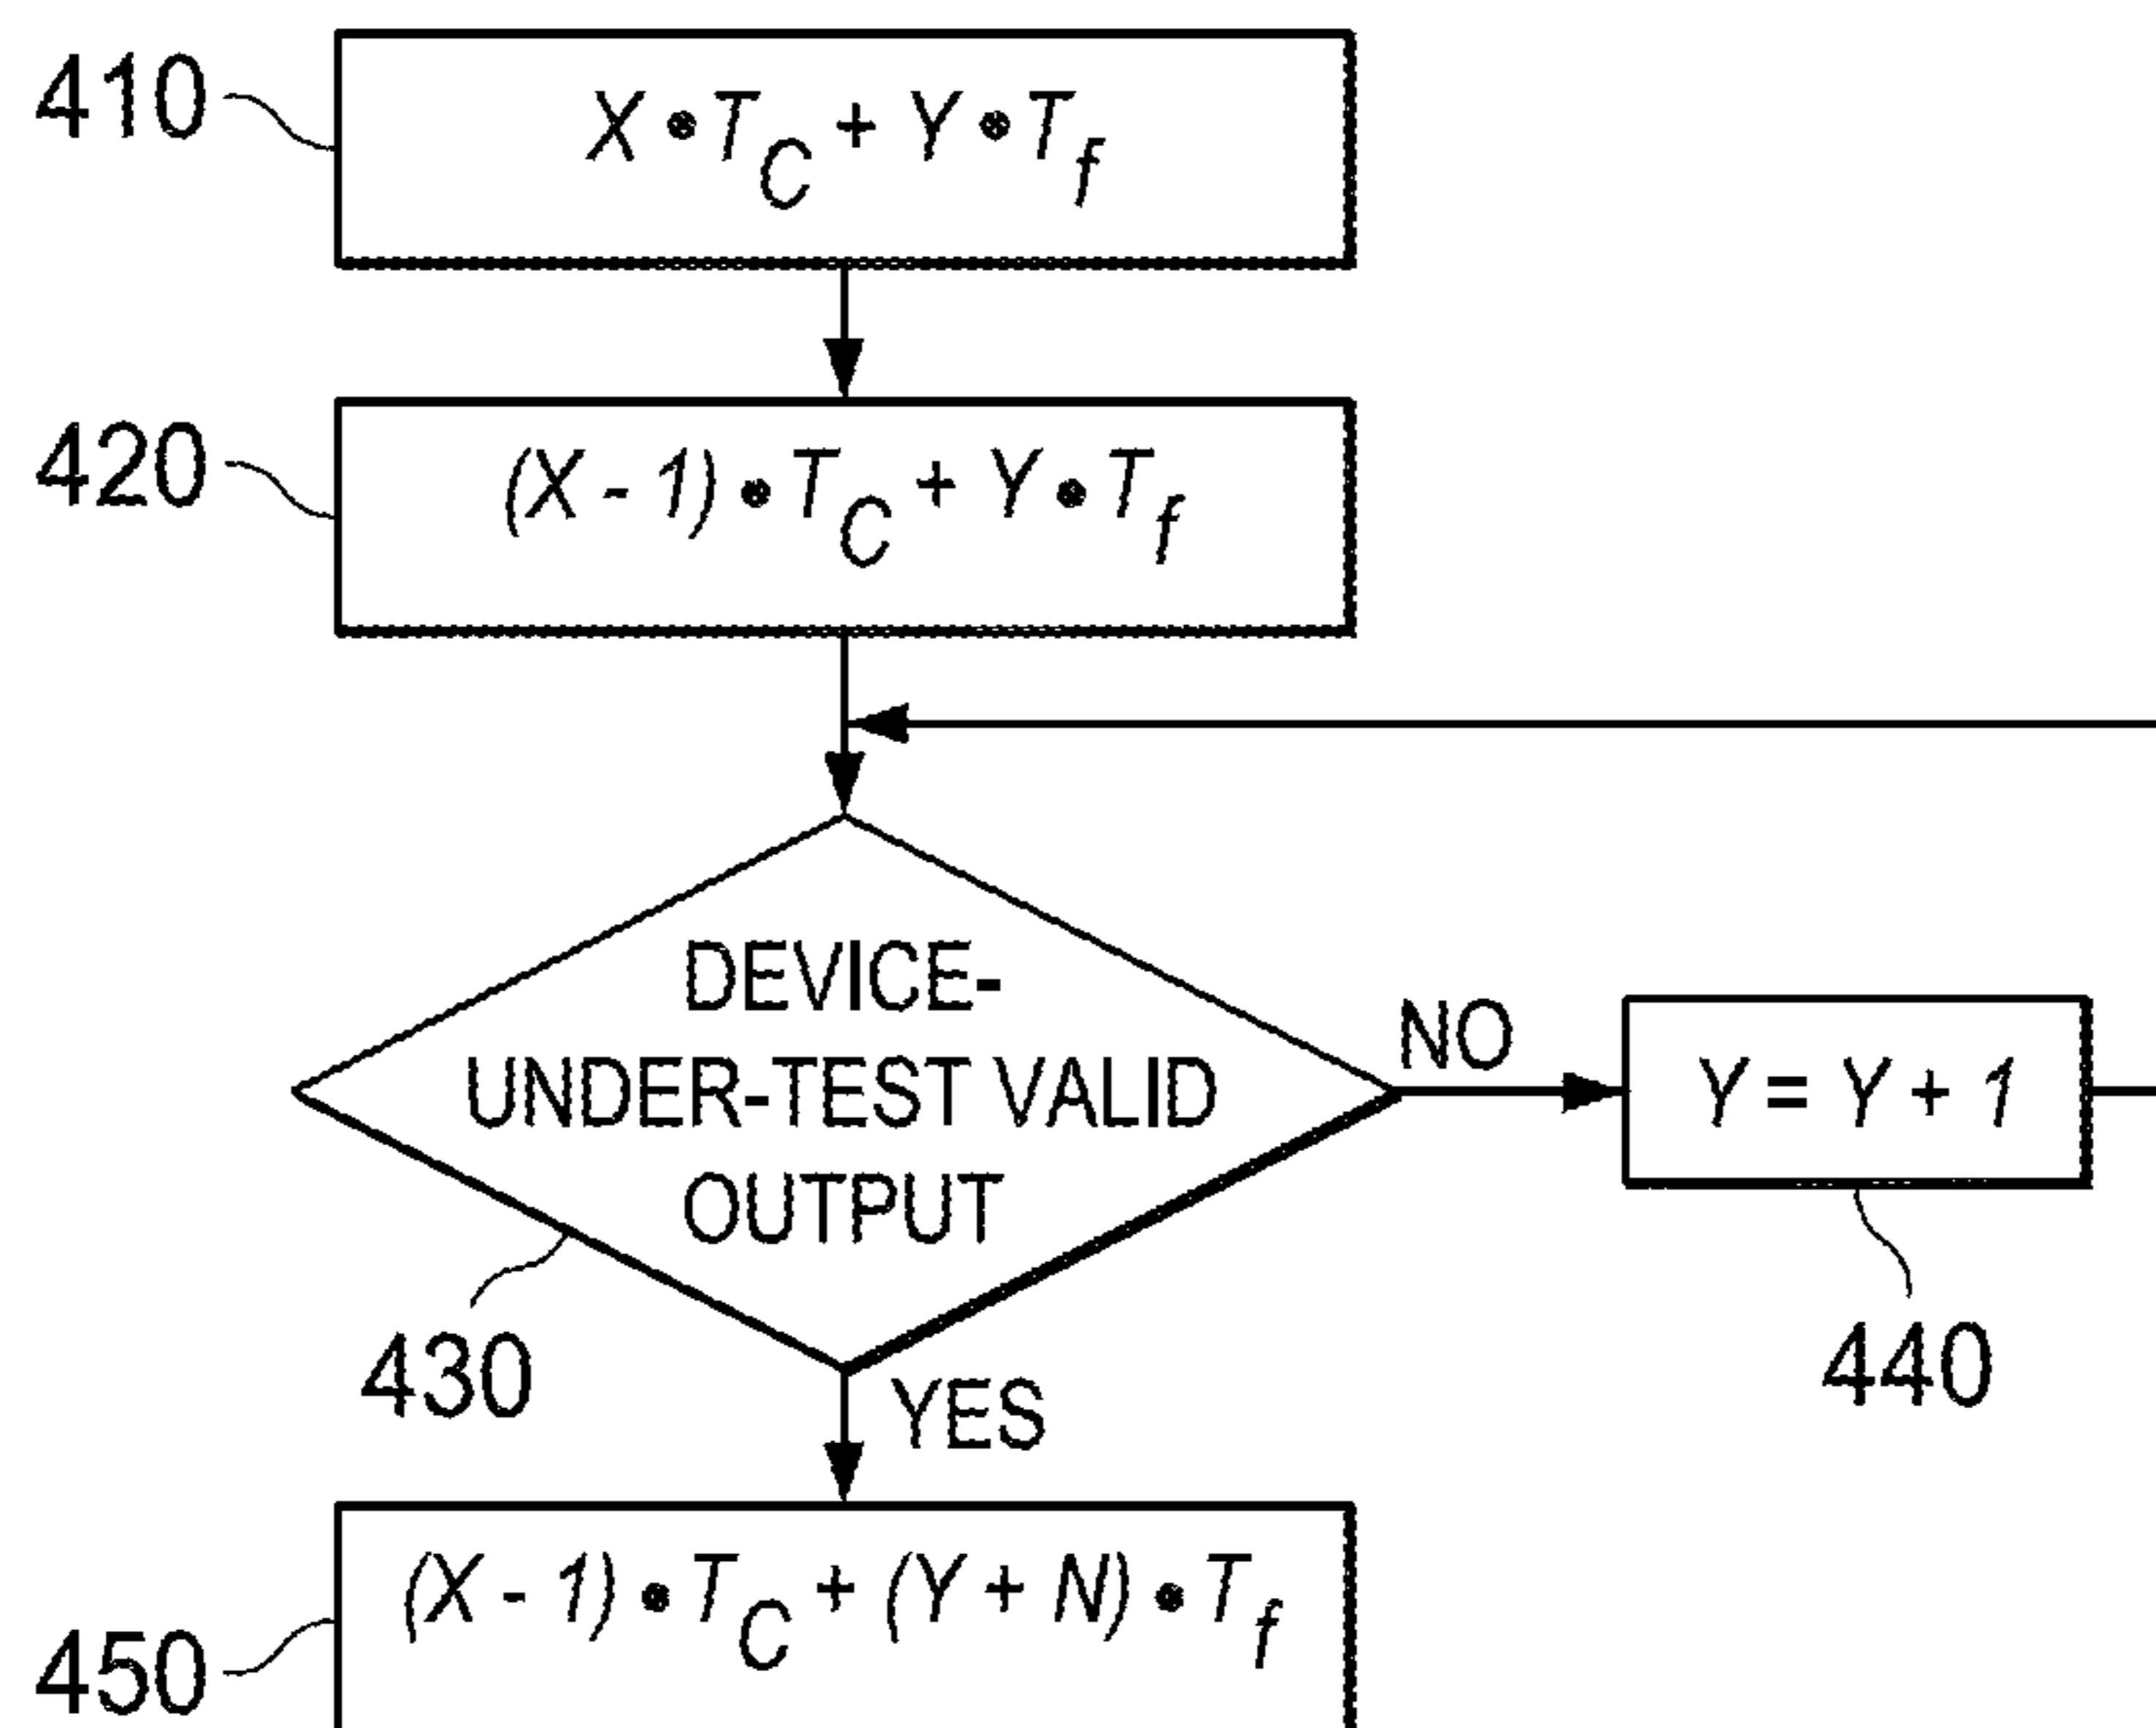 410
X • T_C + Y • T_f
420
(X - 1) • T_C + Y • T_f
DEVICE-
UNDER-TEST VALID
OUTPUT
NO
Y = Y + 1
430
440
YES
(X - 1) • T_C + (Y + N) • T_f
450